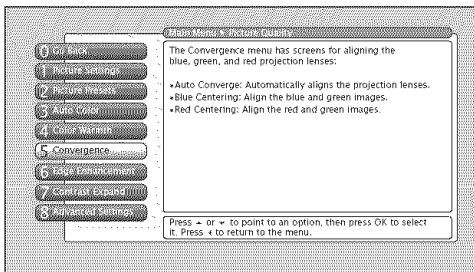 Main Menu ▸ Picture Quality
0 Go Back
1 Picture Settings
2 Picture Presets
3 Auto Color
4 Color Warmth
5 Convergence
6 Edge Enhancement
7 Contrast Expand
8 Advanced Settings
The Convergence menu has screens for aligning the
blue, green, and red projection lenses:
•Auto Converge: Automatically aligns the projection lenses.
•Blue Centering: Align the blue and green images.
•Red Centering: Align the red and green images.
Press ▲ or ▼ to point to an option, then press OK to select
it. Press ◀ to return to the menu.